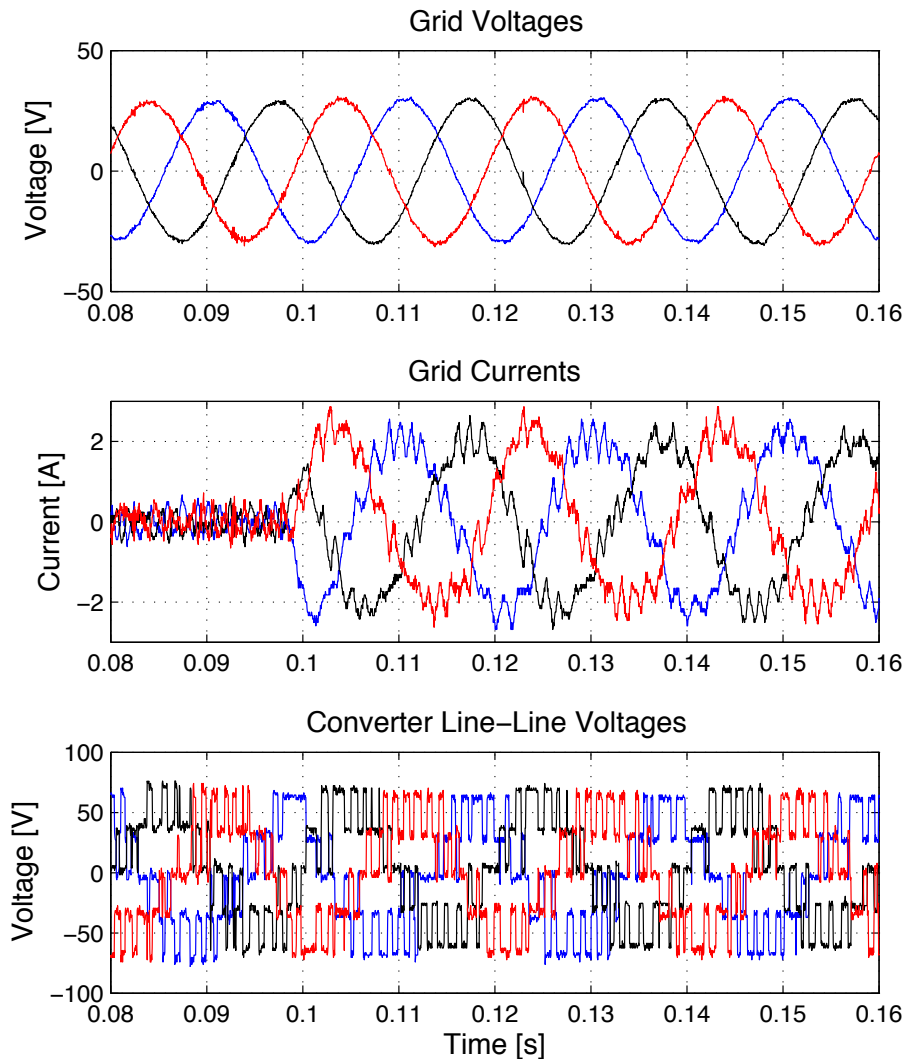 Grid Voltages
Voltage [V]
50
0
−50
0.08 0.09 0.1 0.11 0.12 0.13 0.14 0.15 0.16
Grid Currents
Current [A]
2
0
−2
0.08 0.09 0.1 0.11 0.12 0.13 0.14 0.15 0.16
Converter Line−Line Voltages
Voltage [V]
100
50
0
−50
−100
0.08 0.09 0.1 0.11 0.12 0.13 0.14 0.15 0.16
Time [s]